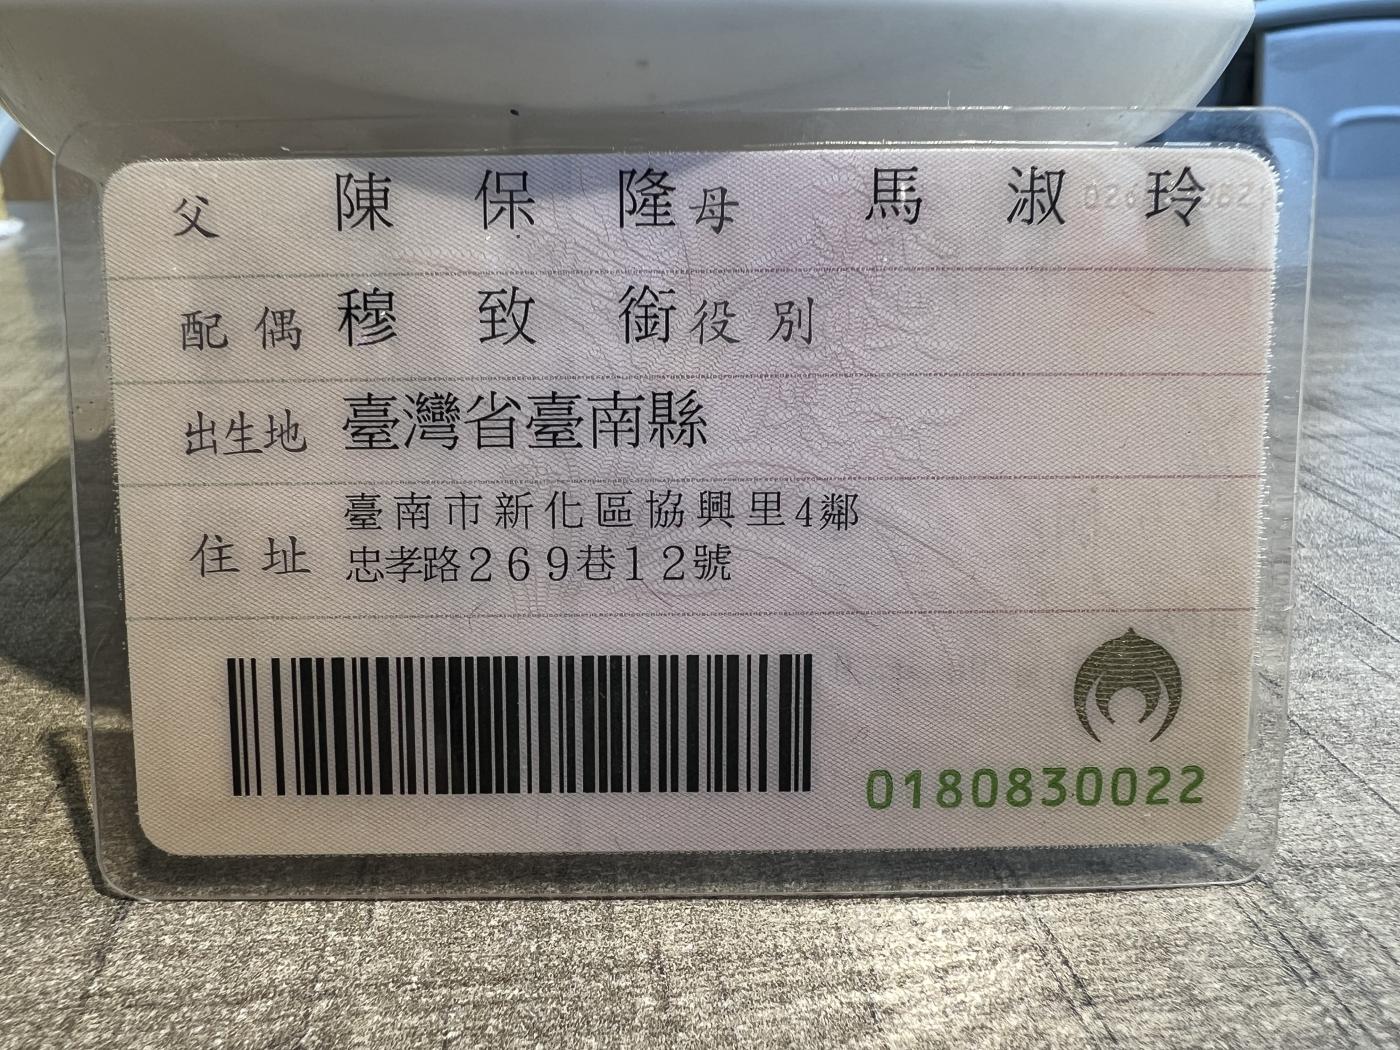 父 陳保隆 母 馬淑玲
配偶 穆致銜 役別
出生地 臺灣省臺南縣
住址 臺南市新化區協興里4鄰
忠孝路269巷12號
0180830022